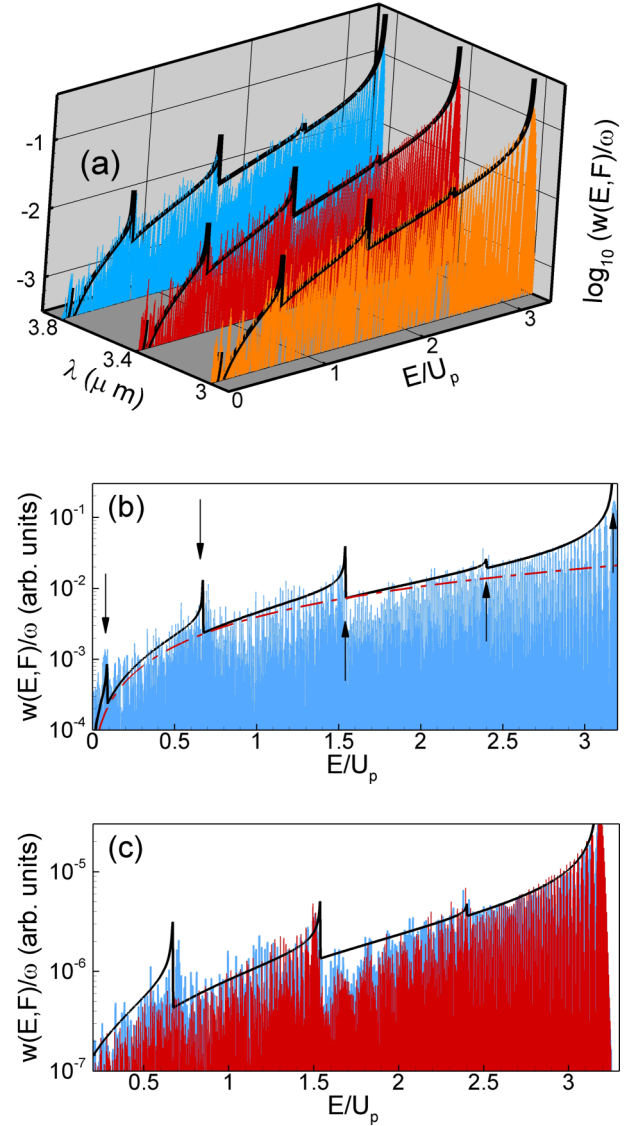 (a)
-1
-2
-3
3.8
3.4
3
λ (μ m)
0
1
2
3
E/Up
log10 (w(E,F)/ω)
(b)
10-1
10-2
10-3
10-4
w(E,F)/ω (arb. units)
0 0.5 1 1.5 2 2.5 3
E/Up
(c)
10-5
10-6
10-7
w(E,F)/ω (arb. units)
0.5 1 1.5 2 2.5 3
E/Up